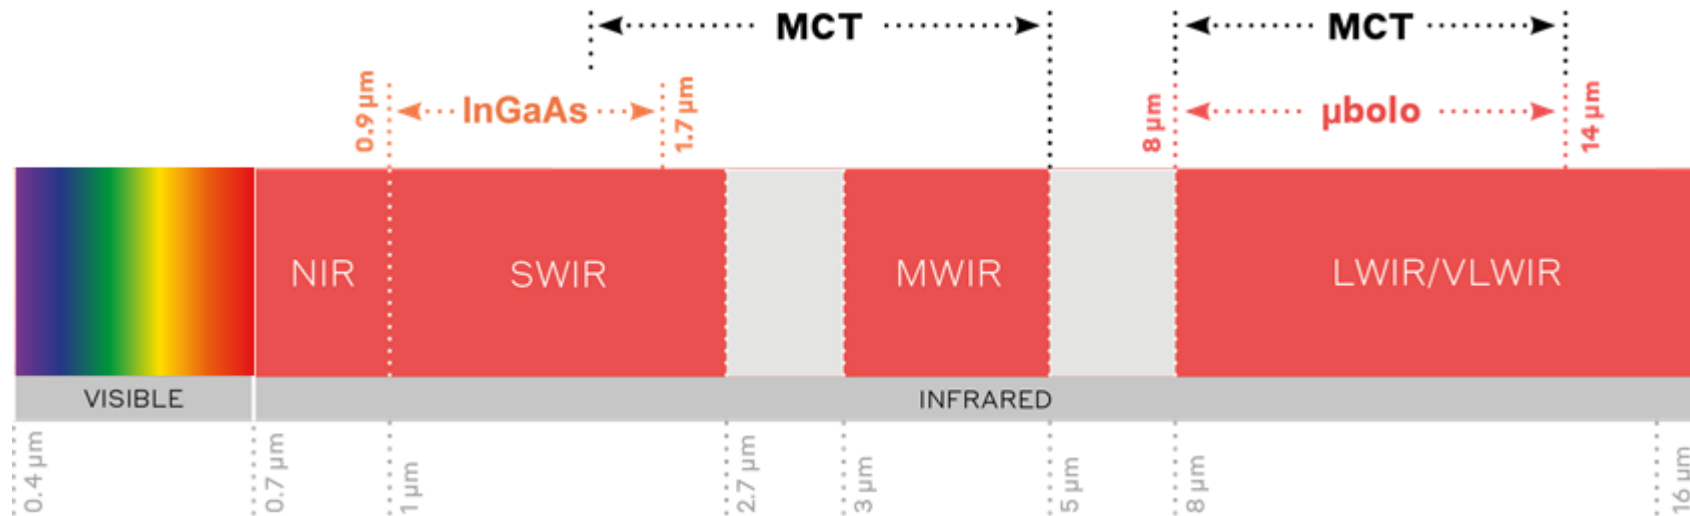 MCT
MCT
0.9 µm
InGaAs
1.7 µm
8 µm
µbolo
14 µm
NIR
SWIR
MWIR
LWIR/VLWIR
VISIBLE
INFRARED
0.4 µm
0.7 µm
1 µm
2.7 µm
3 µm
5 µm
8 µm
16 µm